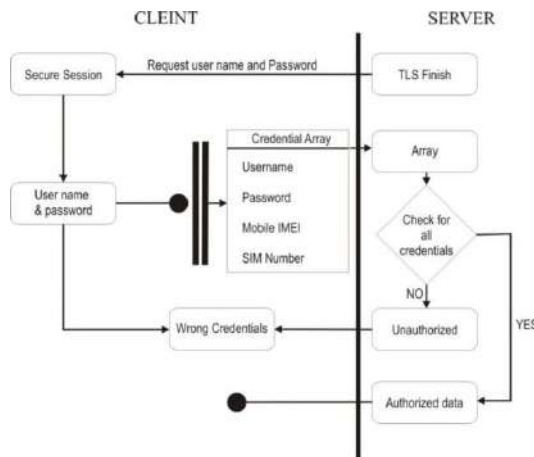 CLEINT
SERVER
Request user name and Password
Secure Session
TLS Finish
Credential Array
Username
Password
Mobile IMEI
SIM Number
Array
User name
& password
Check for
all
credentials
NO
YES
Wrong Credentials
Unauthorized
Authorized data